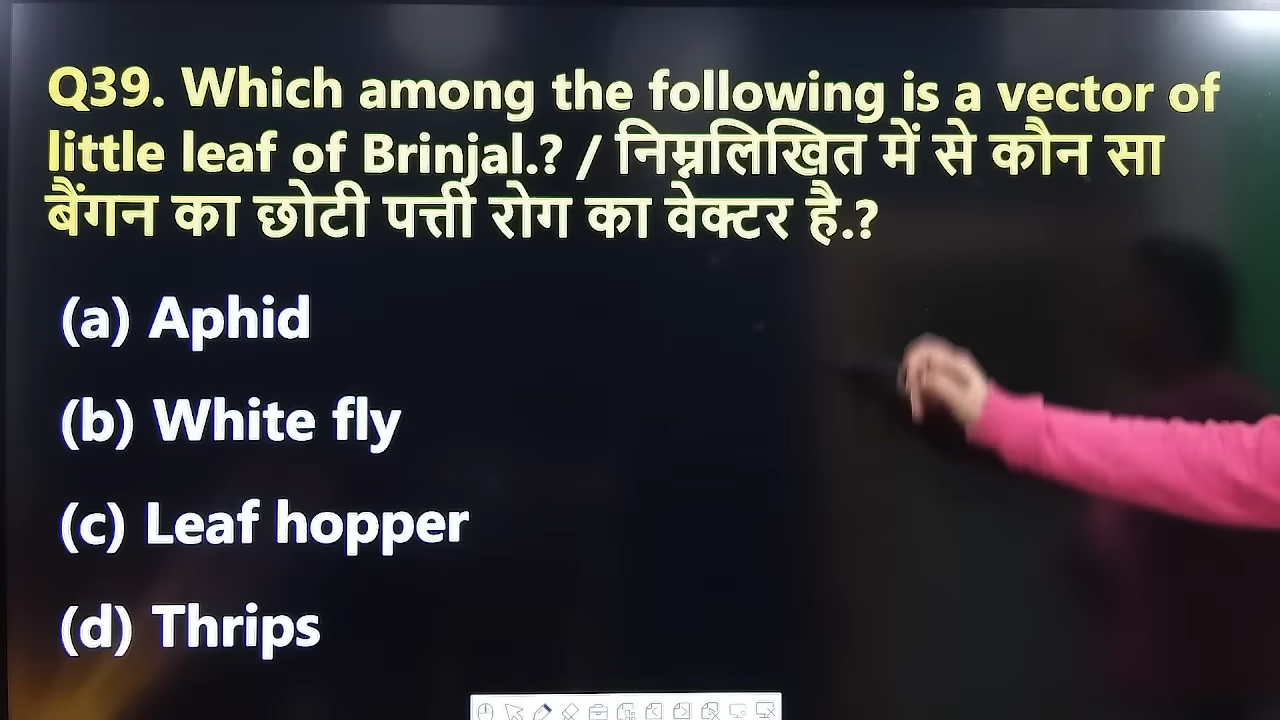 Q39. Which among the following is a vector of
little leaf of Brinjal.? / निम्नलिखित में से कौन सा
बैंगन का छोटी पत्ती रोग का वेक्टर है.?
(a) Aphid
(b) White fly
(c) Leaf hopper
(d) Thrips